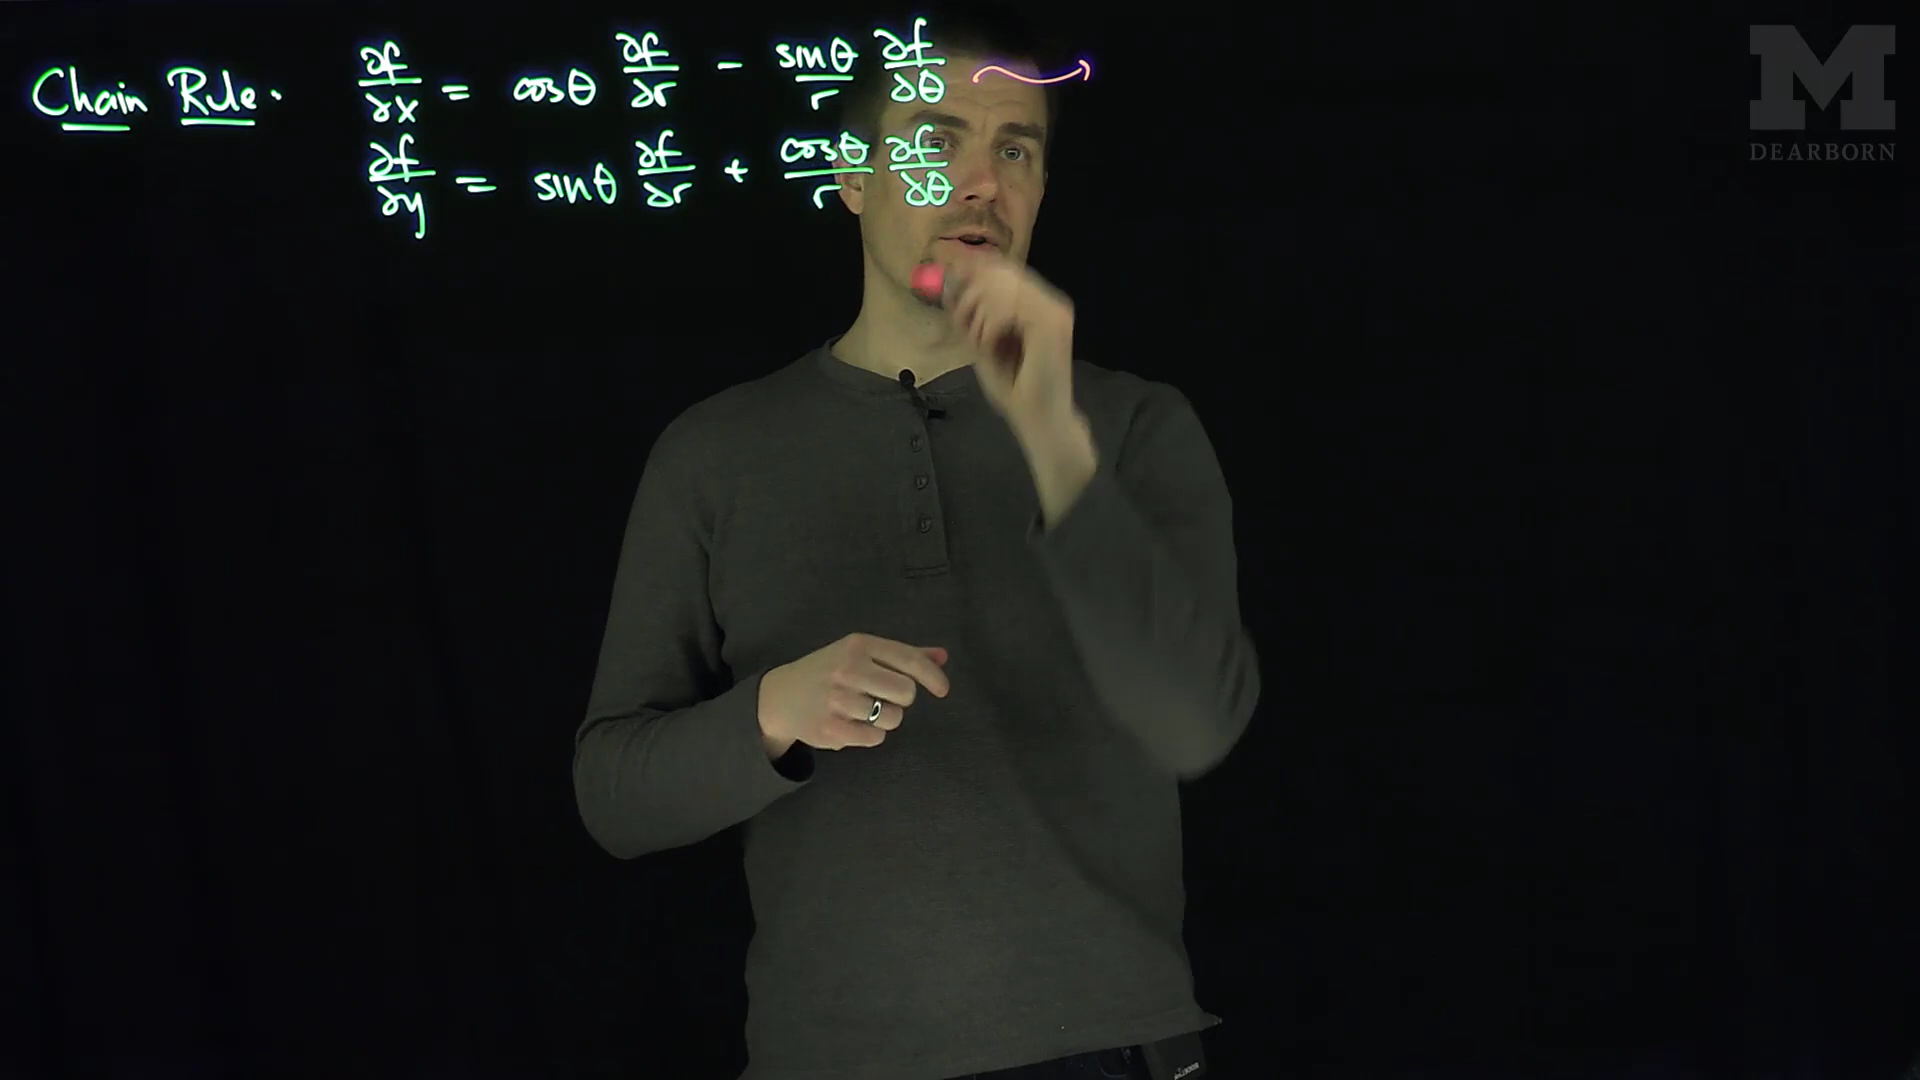 Chain Rule. ∂f/∂x = cosθ ∂f/∂r - sinθ/r ∂f/∂θ
∂f/∂y = sinθ ∂f/∂r + cosθ/r ∂f/∂θ
M
DEARBORN